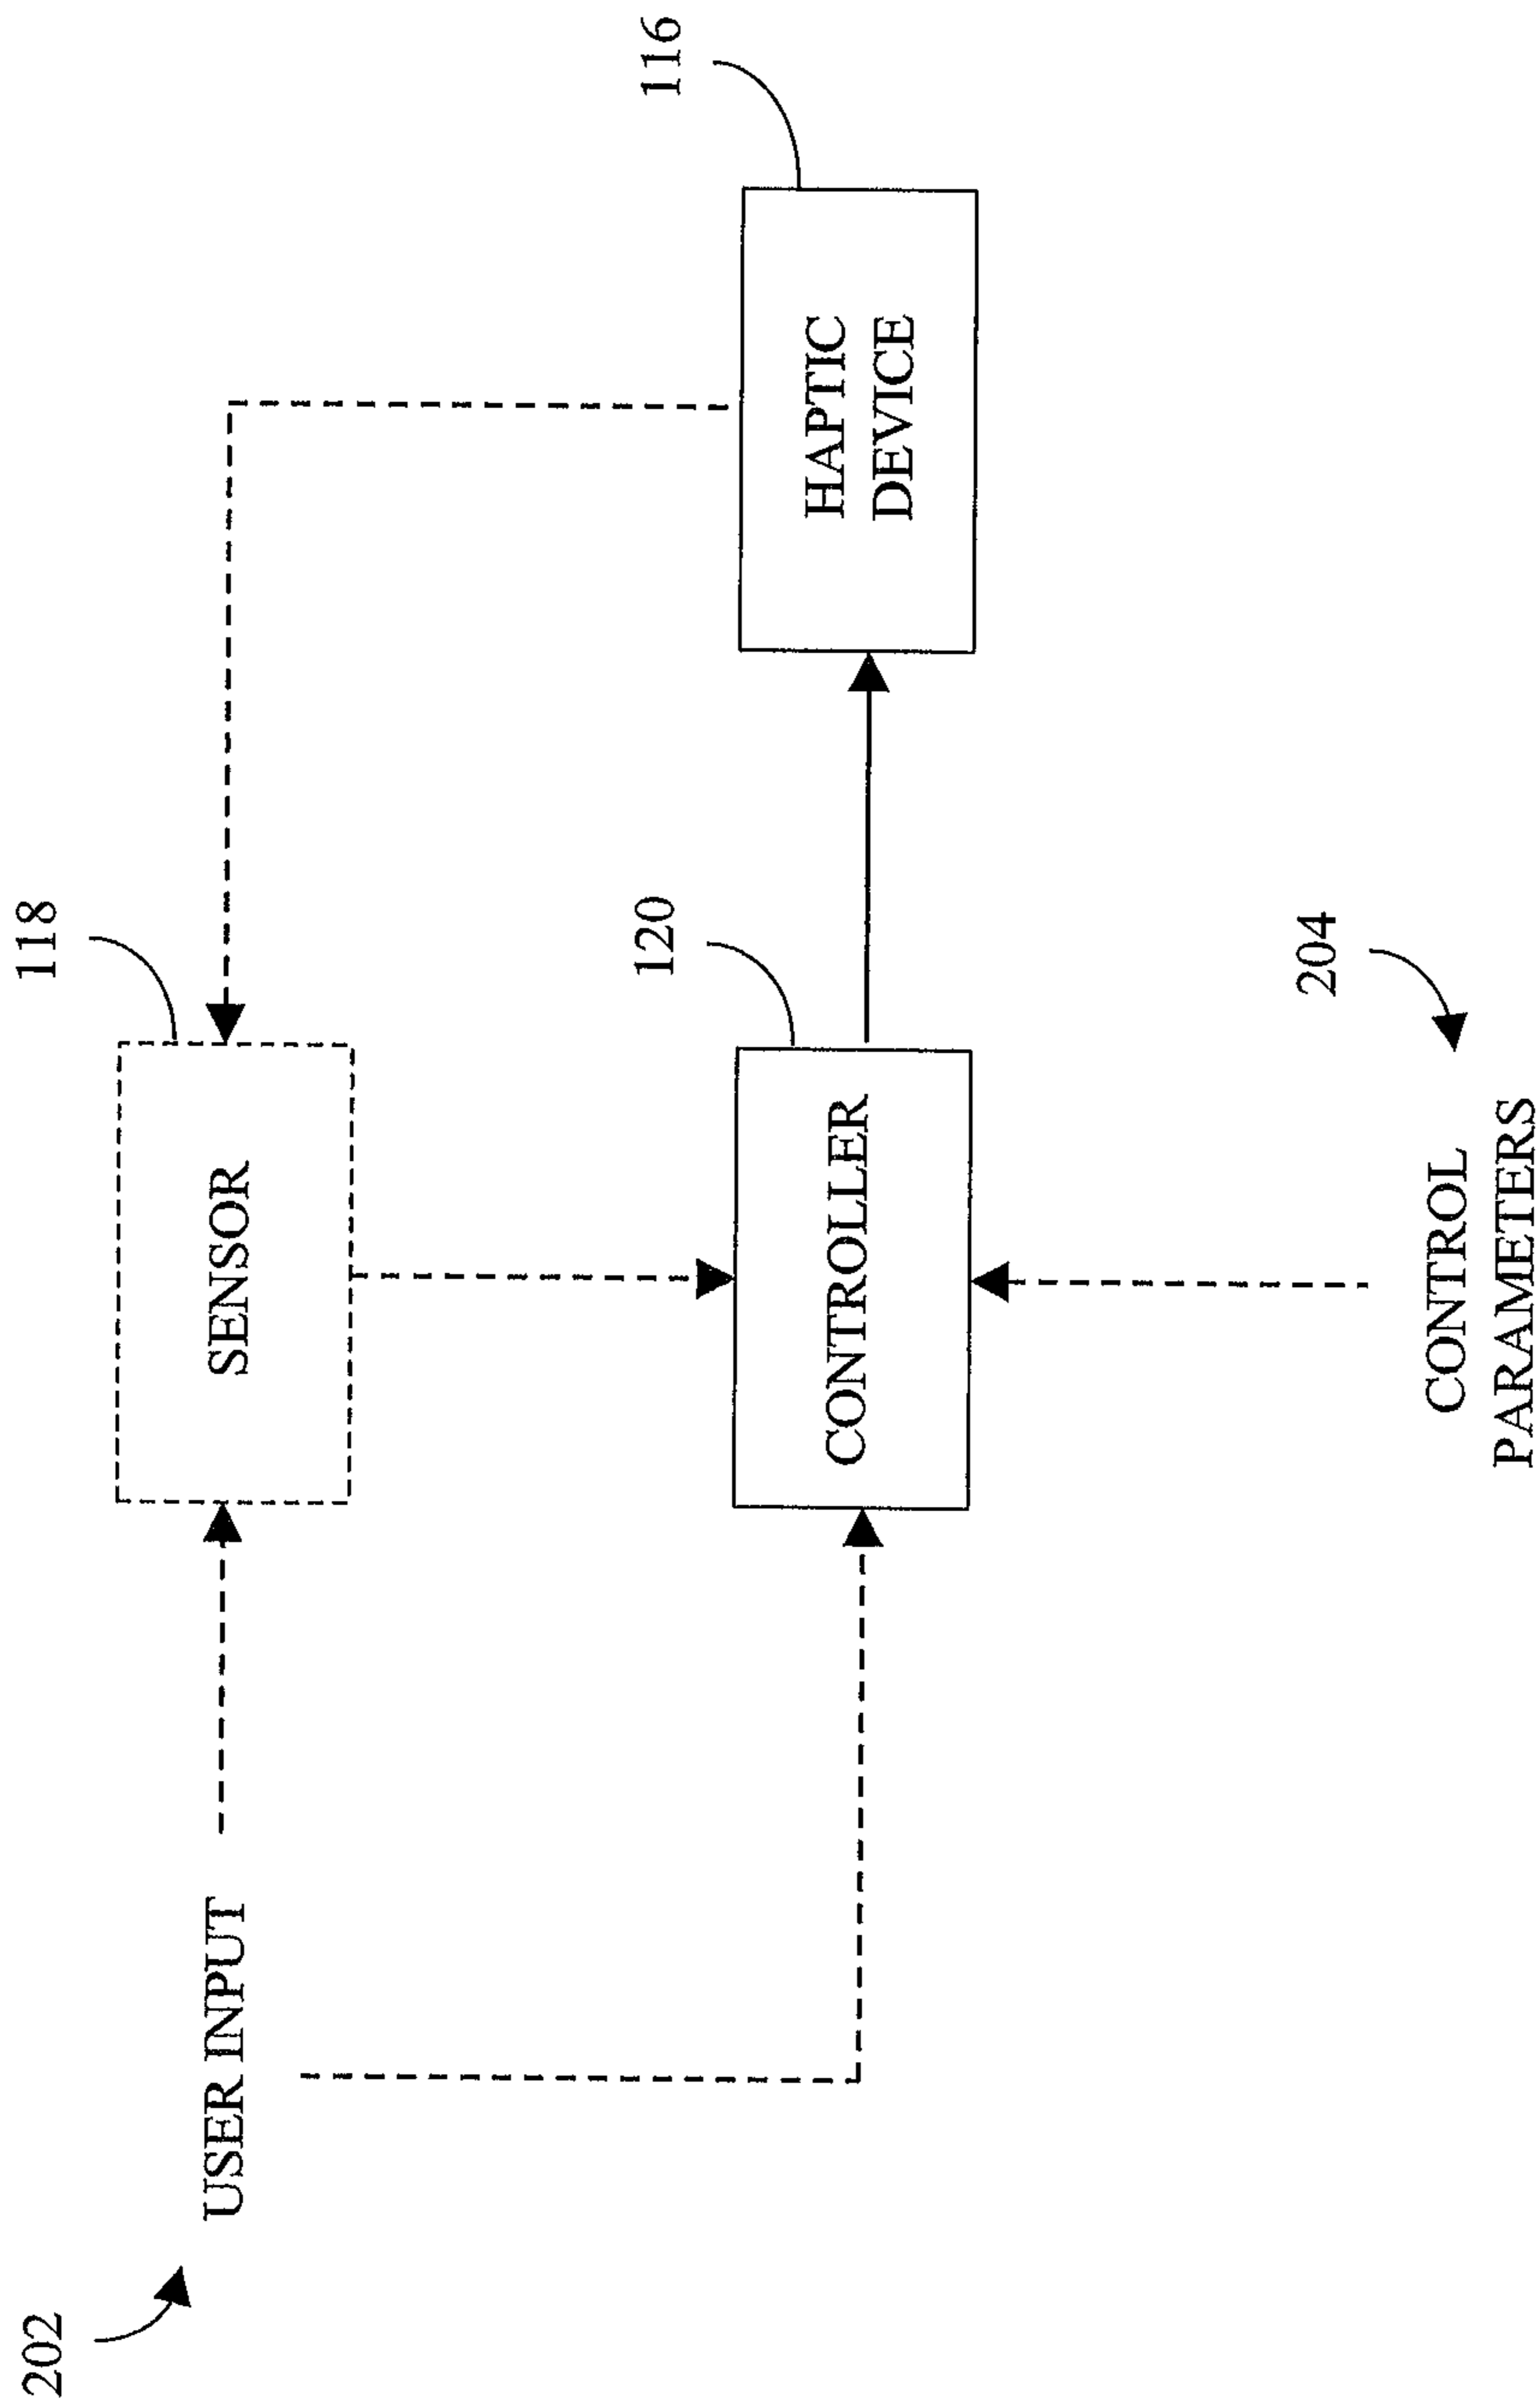 202
USER INPUT
118
SENSOR
120
CONTROLLER
116
HAPTIC
DEVICE
204
CONTROL
PARAMETERS